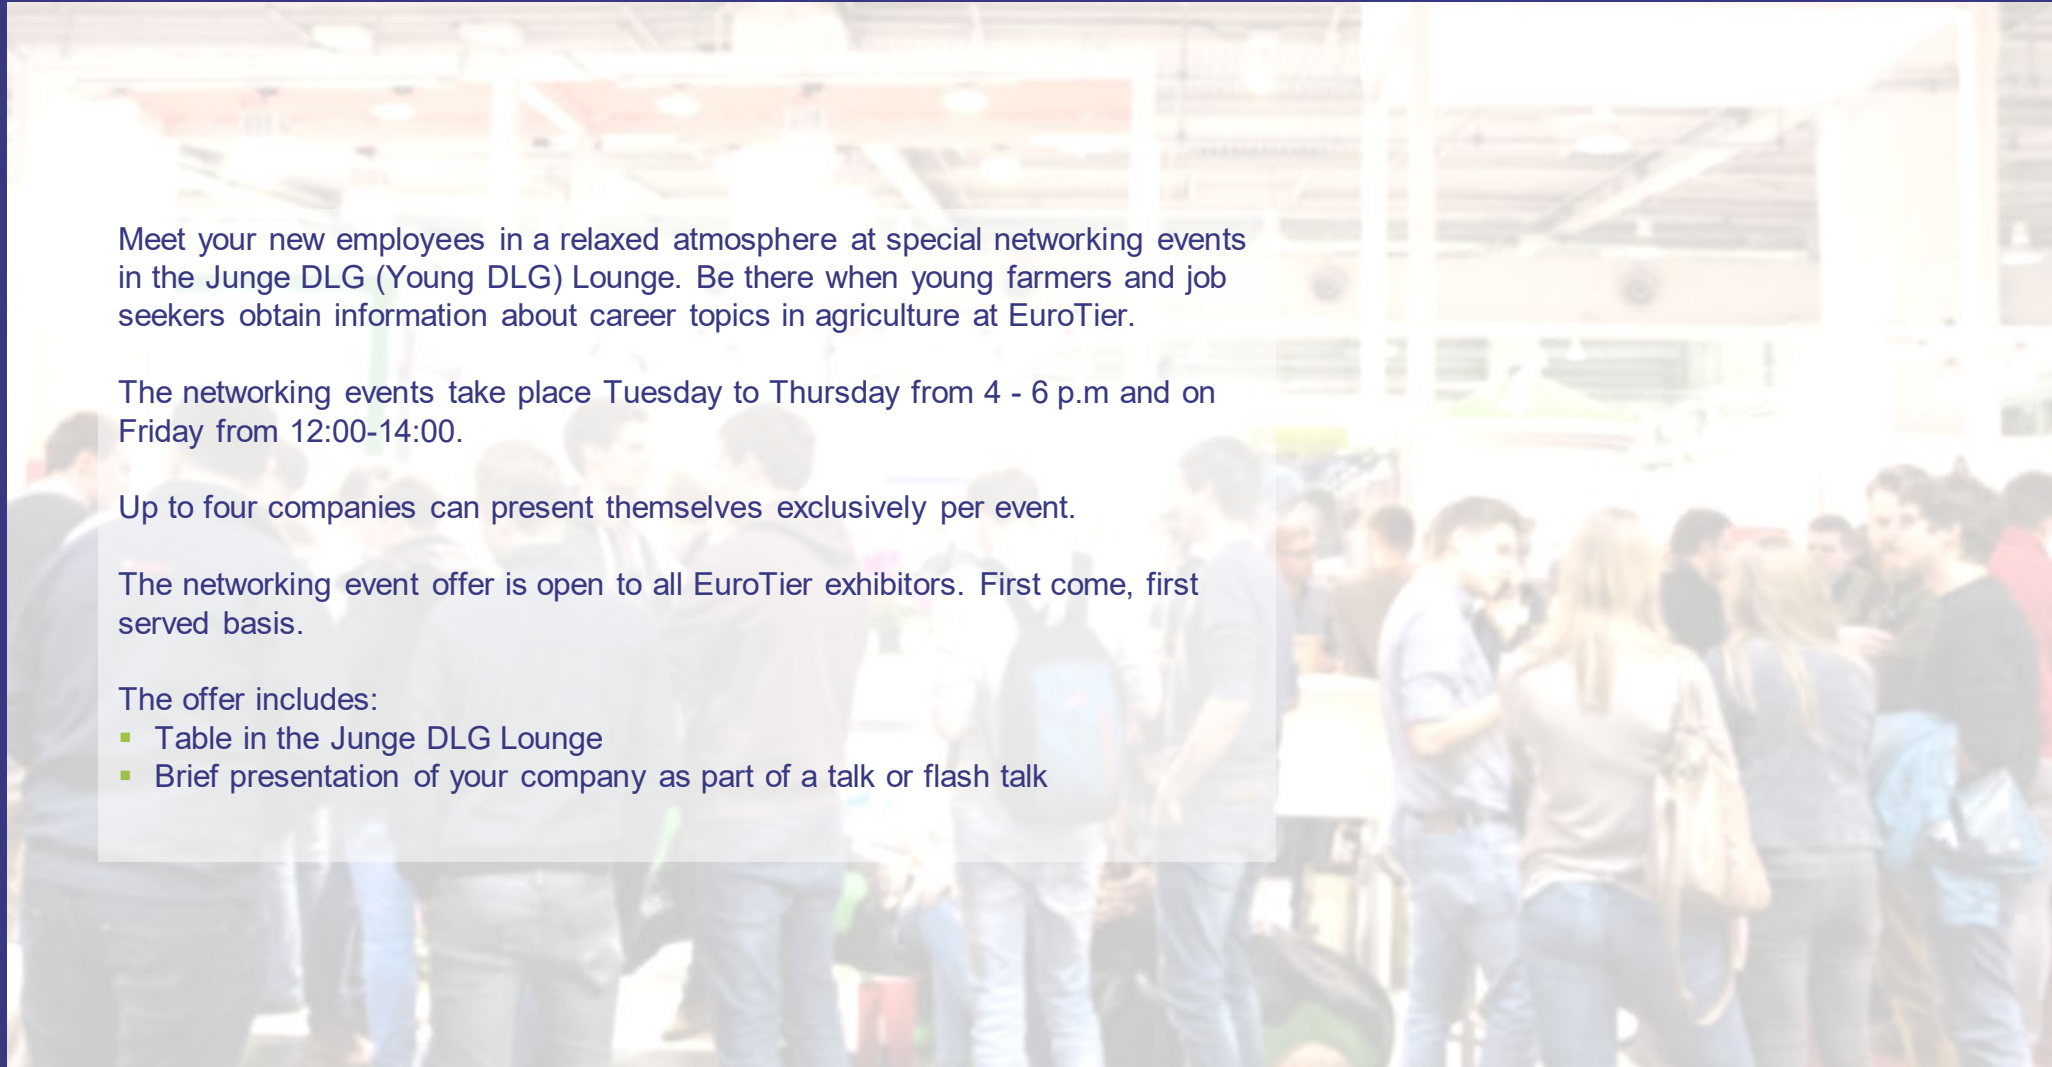 Meet your new employees in a relaxed atmosphere at special networking events
in the Junge DLG (Young DLG) Lounge. Be there when young farmers and job
seekers obtain information about career topics in agriculture at EuroTier.
The networking events take place Tuesday to Thursday from 4 - 6 p.m and on
Friday from 12:00-14:00.
Up to four companies can present themselves exclusively per event.
The networking event offer is open to all EuroTier exhibitors. First come, first
served basis.
The offer includes:
▪ Table in the Junge DLG Lounge
▪ Brief presentation of your company as part of a talk or flash talk